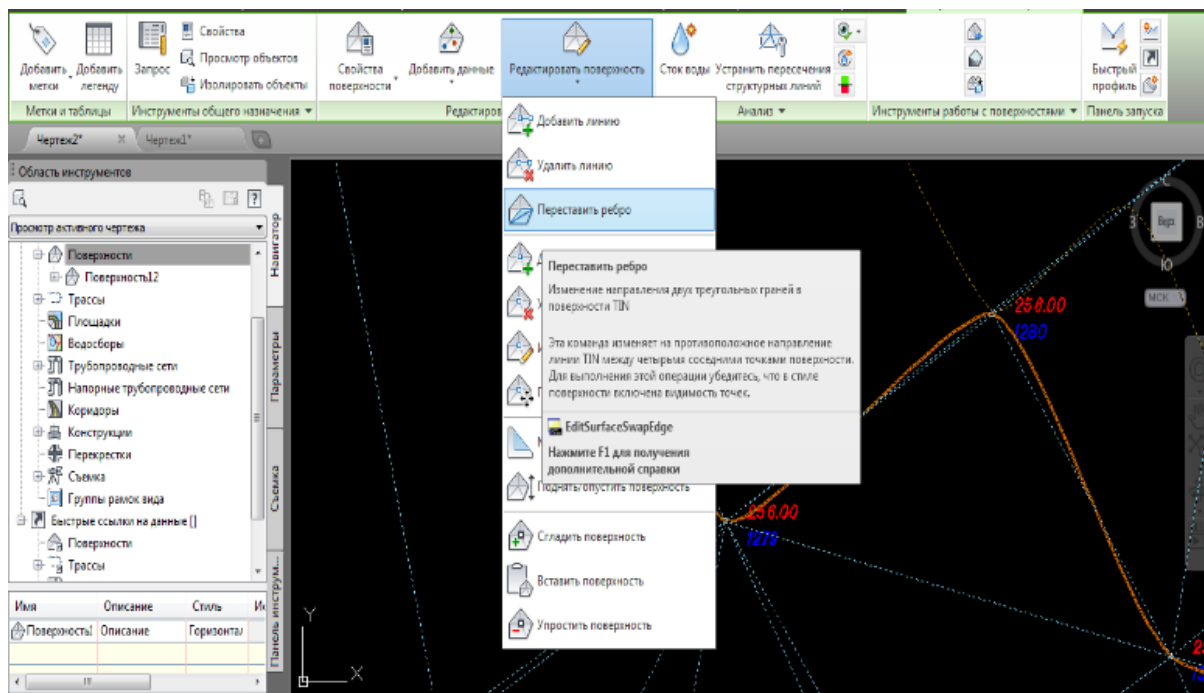 Добавить метки
Добавить легенду
Запрос
Свойства
Просмотр объектов
Изолировать объекты
Свойства поверхности
Добавить данные
Редактировать поверхность
Сток воды
Устранить пересечения структурных линий
Быстрый профиль
Метки и таблицы
Инструменты общего назначения
Редактиров
Анализ
Инструменты работы с поверхностями
Панель запуска
Чертеж2*
Чертеж1*
Область инструментов
Просмотр активного чертежа
Поверхности
Поверхность12
Трассы
Площадки
Водосборы
Трубопроводные сети
Напорные трубопроводные сети
Коридоры
Конструкции
Перекрестки
Съемка
Группы рамок вида
Быстрые ссылки на данные []
Поверхности
Трассы
Навигатор
Параметры
Съемка
Панель инструм...
Имя Описание Стиль
Поверхность1 Описание Горизонтал
Добавить линию
Удалить линию
Переставить ребро
Переставить ребро
Изменение направления двух треугольных граней в
поверхности TIN
Эта команда изменяет на противоположное направление
линии TIN между четырьмя соседними точками поверхности.
Для выполнения этой операции убедитесь, что в стиле
поверхности включена видимость точек.
EditSurfaceSwapEdge
Нажмите F1 для получения
дополнительной справки
Поднять/опустить поверхность
Сгладить поверхность
Вставить поверхность
Упростить поверхность
256.00
1280
256.00
1279
С
З
Верх
В
Ю
МСК
Y
X